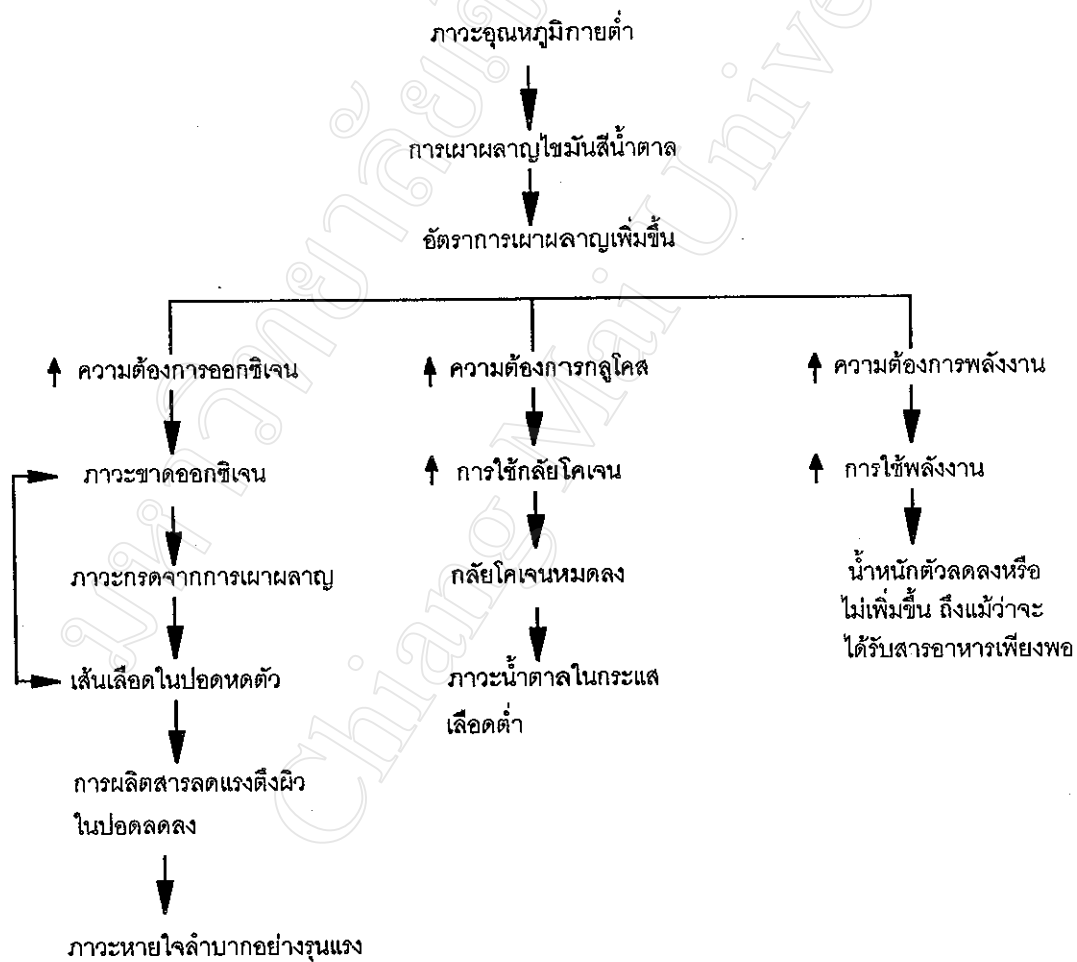 ภาวะอุณหภูมิกายต่ำ
การเผาผลาญไขมันสีน้ำตาล
อัตราการเผาผลาญเพิ่มขึ้น
ความต้องการออกซิเจน
ความต้องการกลูโคส
ความต้องการพลังงาน
ภาวะขาดออกซิเจน
การใช้กลัยโคเจน
การใช้พลังงาน
ภาวะกรดจากการเผาผลาญ
กลัยโคเจนหมดลง
น้ำหนักตัวลดลงหรือ
ไม่เพิ่มขึ้น ถึงแม้ว่าจะ
ได้รับสารอาหารเพียงพอ
เส้นเลือดในปอดหดตัว
ภาวะน้ำตาลในกระแส
เลือดต่ำ
การผลิตสารลดแรงตึงผิว
ในปอดลดลง
ภาวะหายใจลำบากอย่างรุนแรง
Chiang Mai Unive